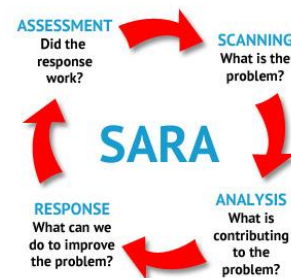 ASSESSMENT
Did the
response
work?
SCANNING
What is the
problem?
SARA
RESPONSE
What can we
do to improve
the problem?
ANALYSIS
What is
contributing
to the
problem?